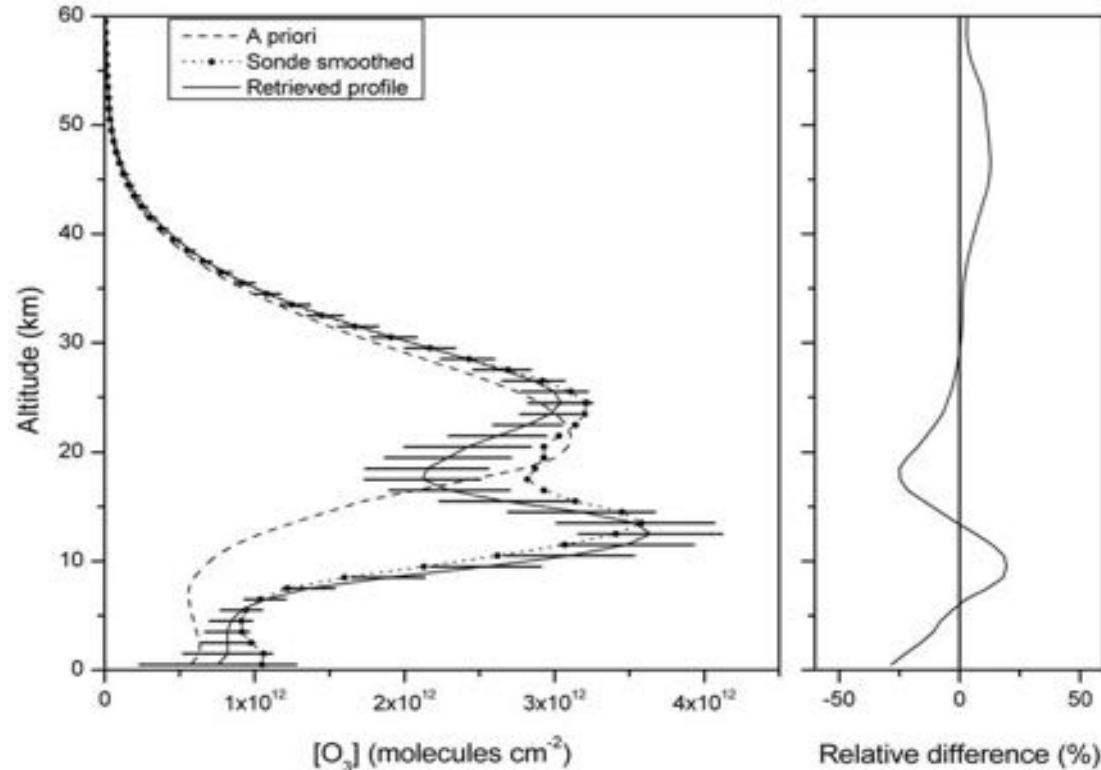 60
50
40
30
20
10
0
Altitude (km)
A priori
Sonde smoothed
Retrieved profile
0
1x10¹²
2x10¹²
3x10¹²
4x10¹²
[O₃] (molecules cm⁻²)
-50
0
50
Relative difference (%)